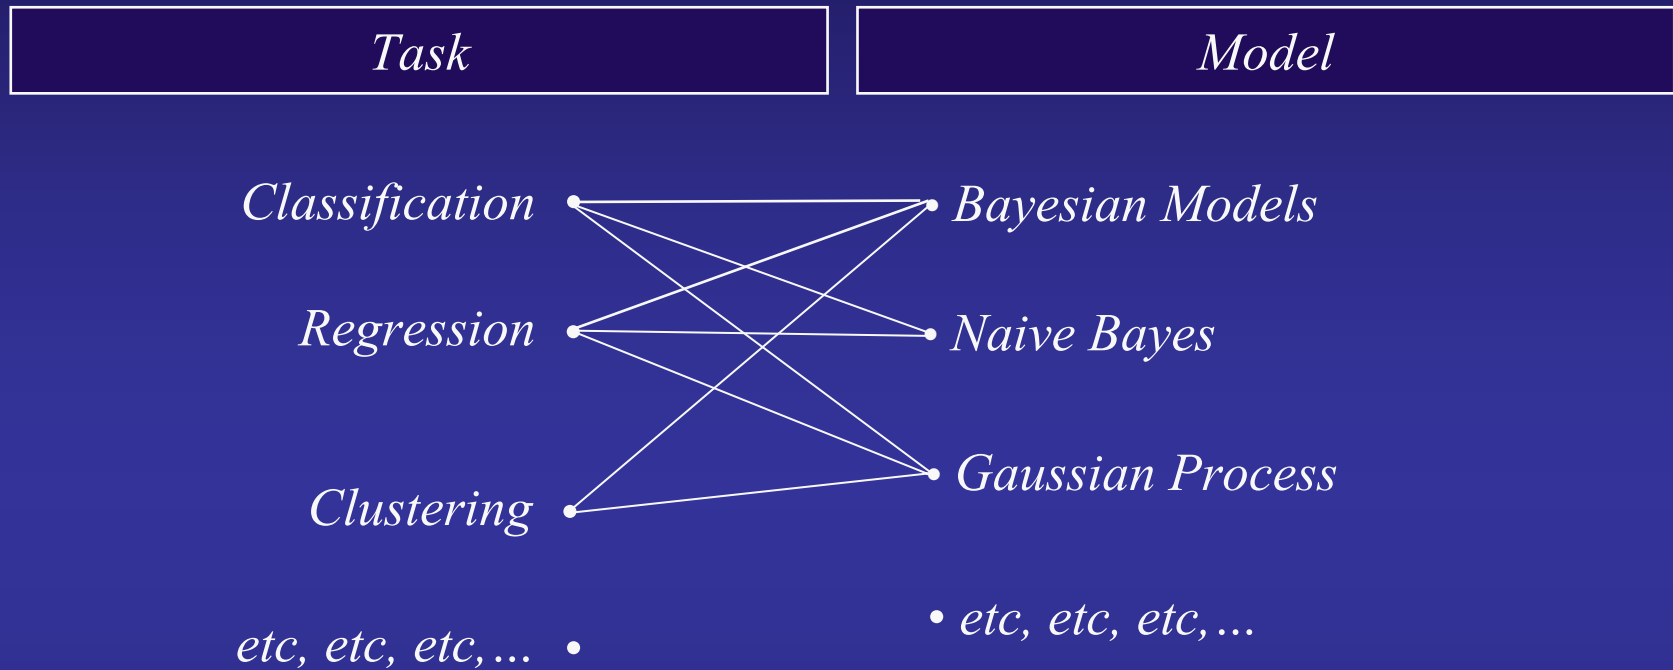 Task
Model
Classification
Bayesian Models
Regression
Naive Bayes
Clustering
Gaussian Process
etc, etc, etc,...
• etc, etc, etc,...